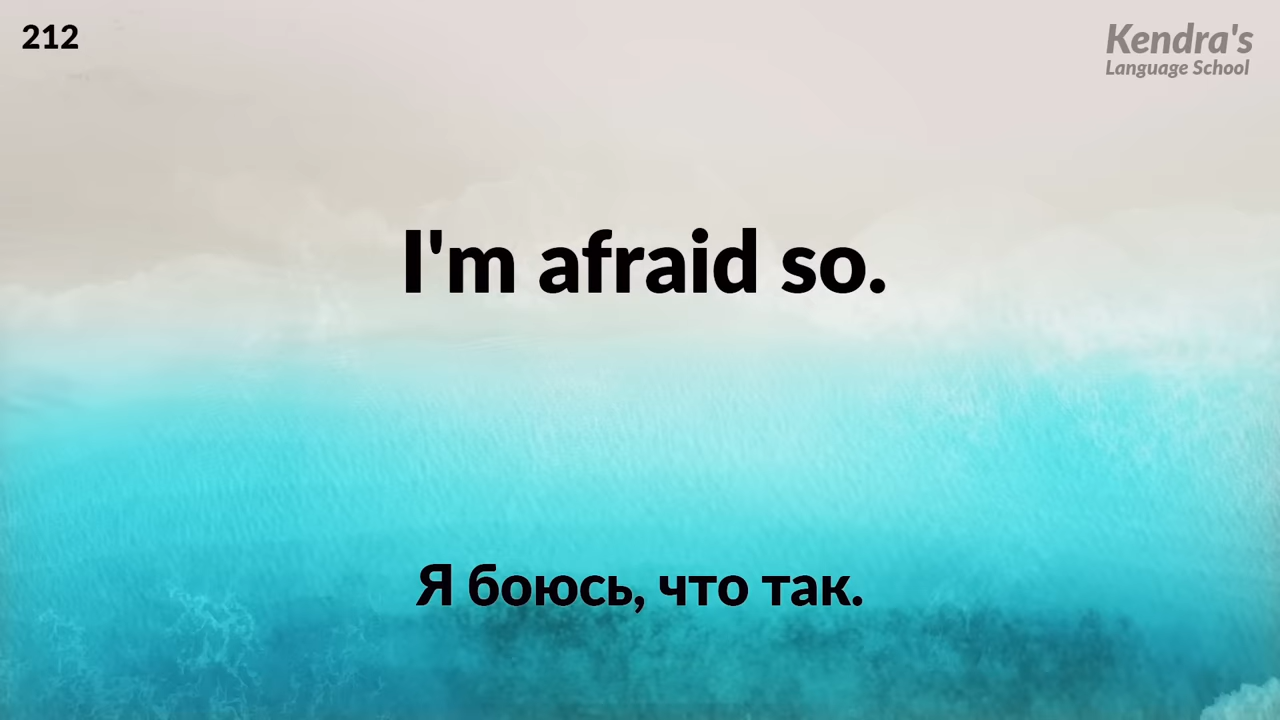 212
Kendra's
Language School
I'm afraid so.
Я боюсь, что так.